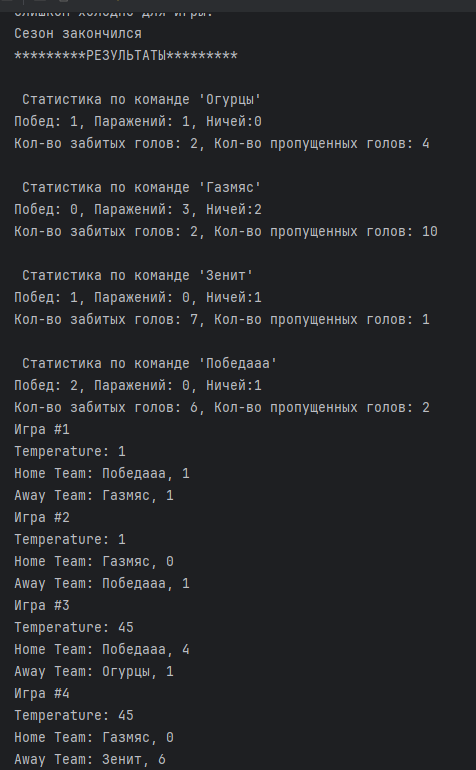 слишком холодно для игры.
Сезон закончился
*********РЕЗУЛЬТАТЫ*********
Статистика по команде 'Огурцы'
Побед: 1, Паражений: 1, Ничей:0
Кол-во забитых голов: 2, Кол-во пропущенных голов: 4
Статистика по команде 'Газмяс'
Побед: 0, Паражений: 3, Ничей:2
Кол-во забитых голов: 2, Кол-во пропущенных голов: 10
Статистика по команде 'Зенит'
Побед: 1, Паражений: 0, Ничей:1
Кол-во забитых голов: 7, Кол-во пропущенных голов: 1
Статистика по команде 'Победааа'
Побед: 2, Паражений: 0, Ничей:1
Кол-во забитых голов: 6, Кол-во пропущенных голов: 2
Игра #1
Temperature: 1
Home Team: Победааа, 1
Away Team: Газмяс, 1
Игра #2
Temperature: 1
Home Team: Газмяс, 0
Away Team: Победааа, 1
Игра #3
Temperature: 45
Home Team: Победааа, 4
Away Team: Огурцы, 1
Игра #4
Temperature: 45
Home Team: Газмяс, 0
Away Team: Зенит, 6